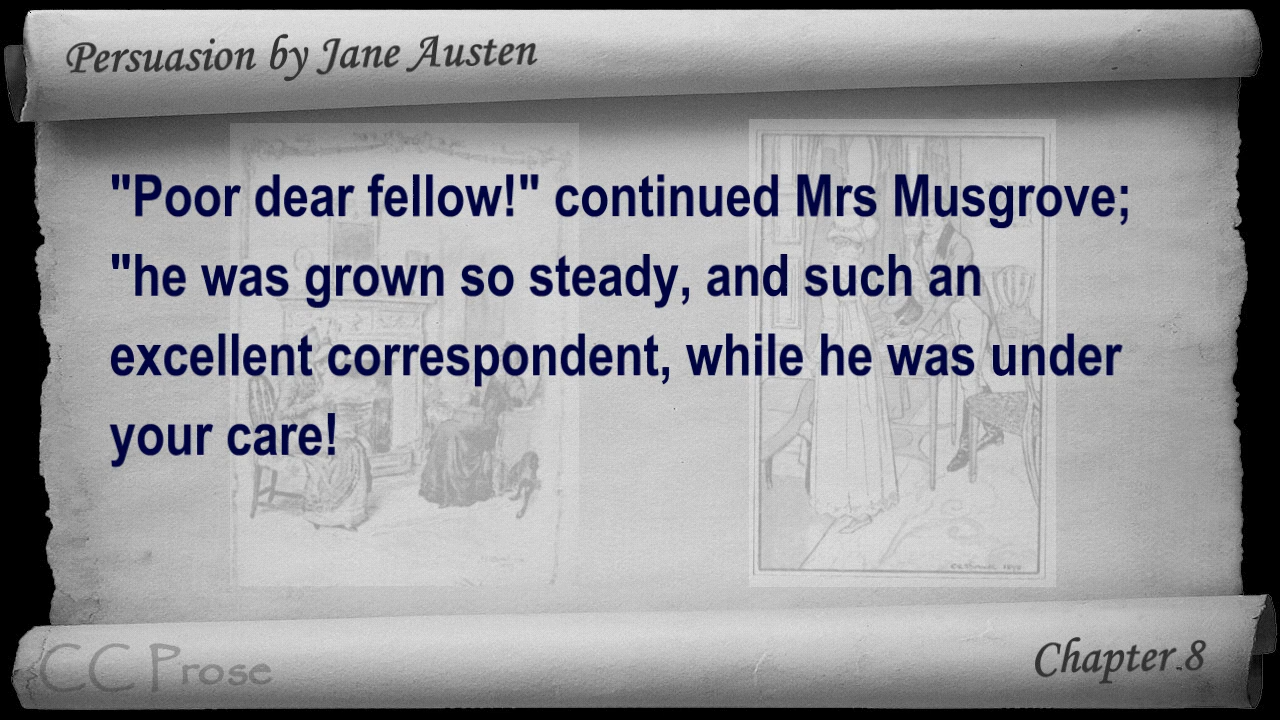 Persuasion by Jane Austen
"Poor dear fellow!" continued Mrs Musgrove;
"he was grown so steady, and such an
excellent correspondent, while he was under
your care!
CC Prose
Chapter 8